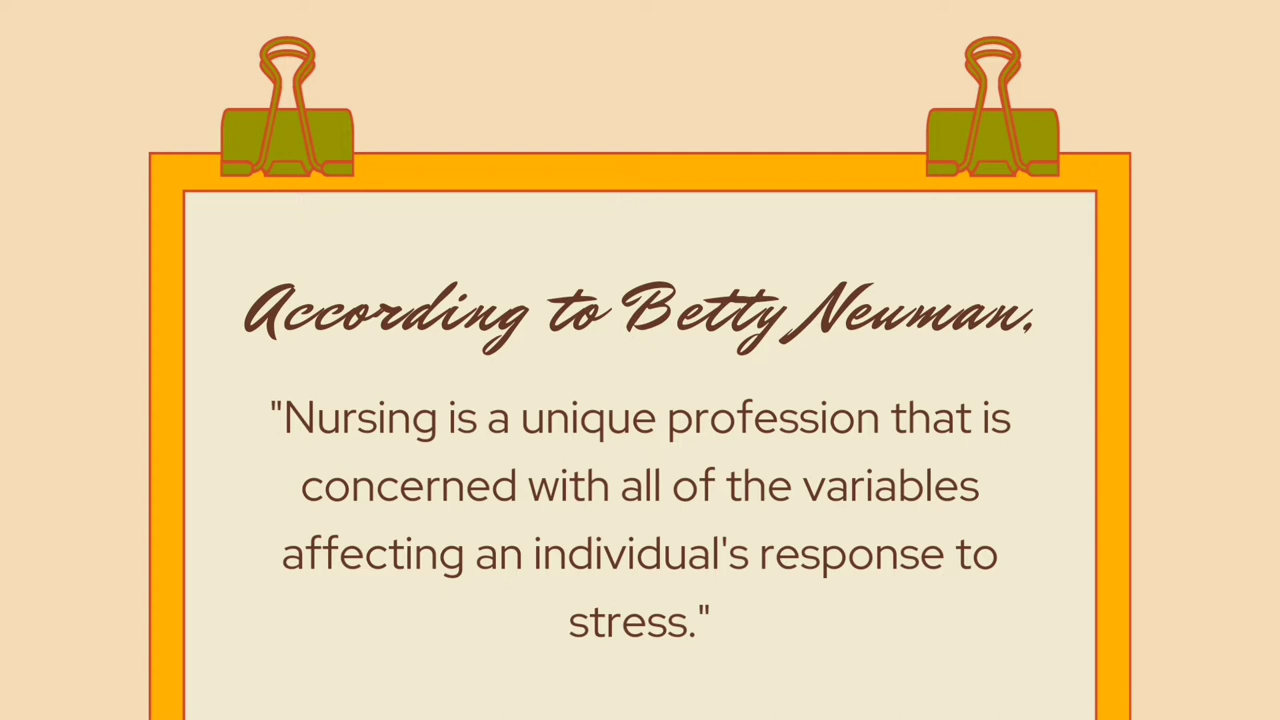 According to Betty Neuman,
"Nursing is a unique profession that is
concerned with all of the variables
affecting an individual's response to
stress."